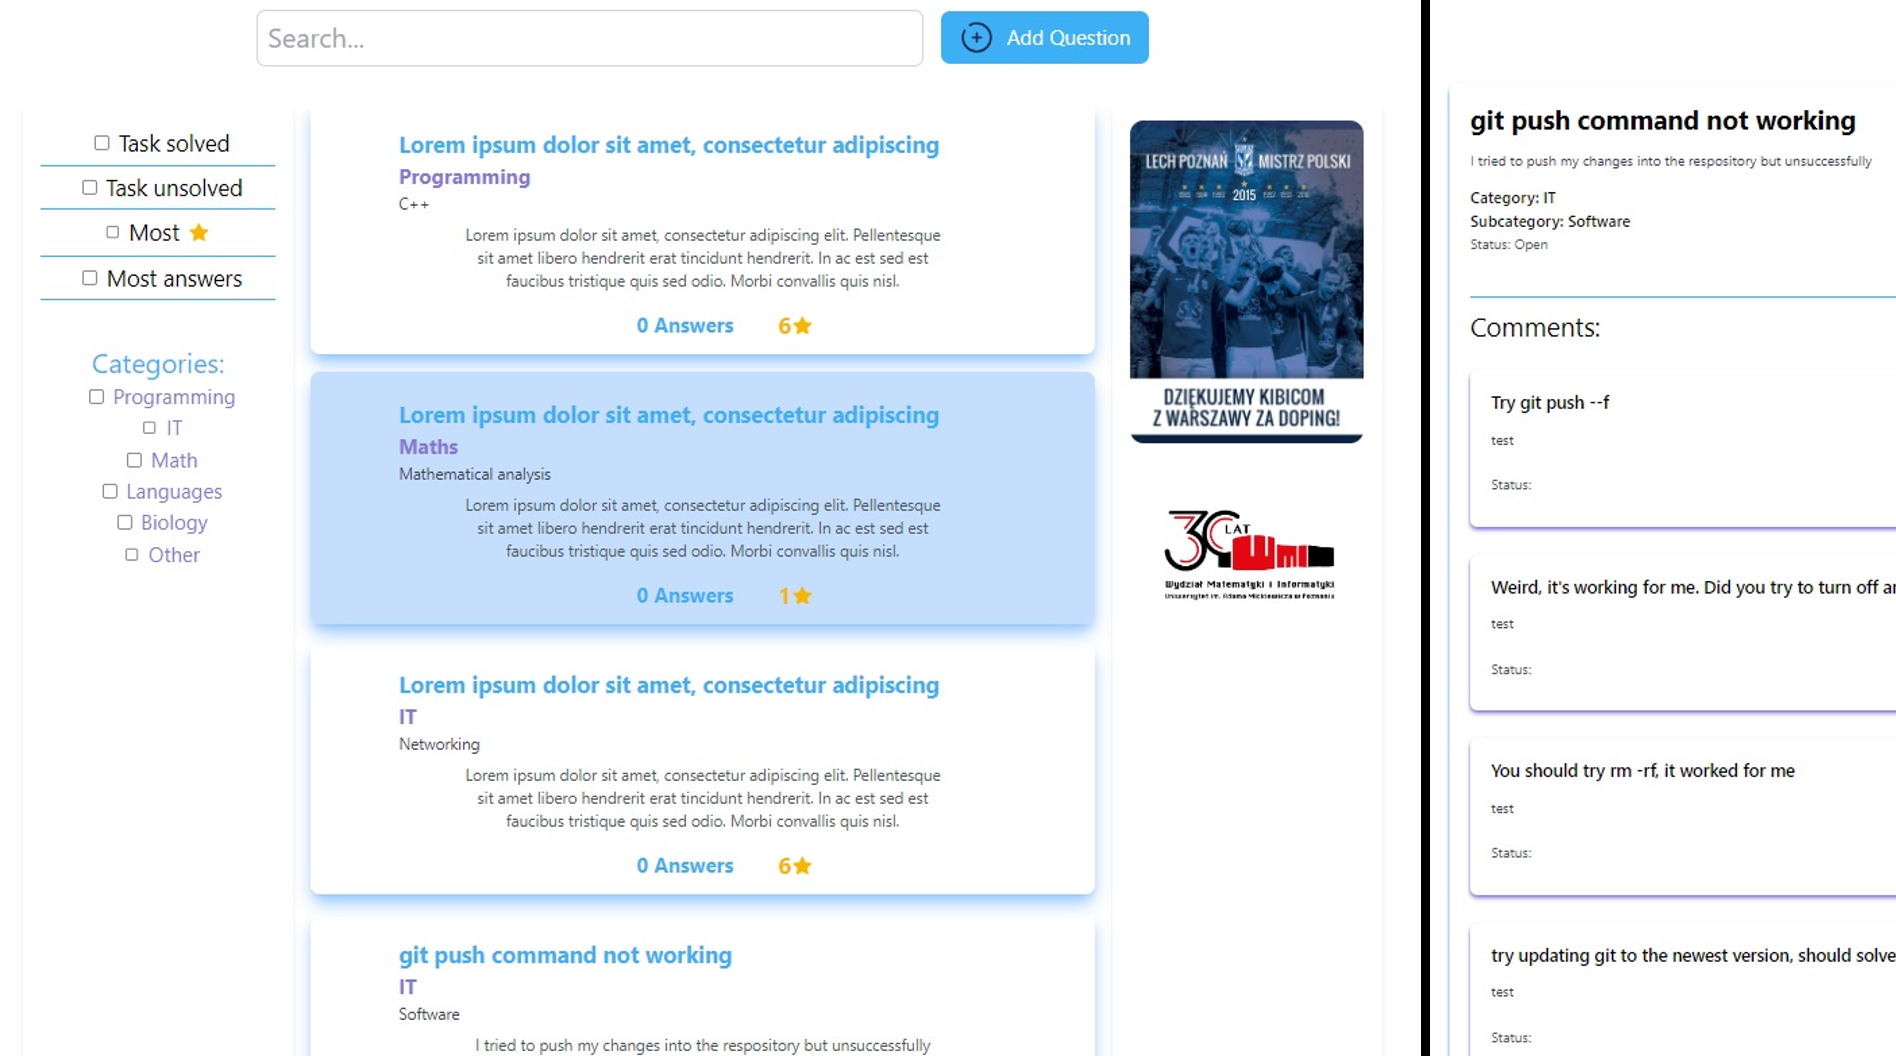 Search...
Add Question
Task solved
Task unsolved
Most
Most answers
Categories:
Programming
IT
Math
Languages
Biology
Other
Lorem ipsum dolor sit amet, consectetur adipiscing
Programming
C++
Lorem ipsum dolor sit amet, consectetur adipiscing elit. Pellentesque
sit amet libero hendrerit erat tincidunt hendrerit. In ac est sed est
faucibus tristique quis sed odio. Morbi convallis quis nisl.
0 Answers 6
Lorem ipsum dolor sit amet, consectetur adipiscing
Maths
Mathematical analysis
Lorem ipsum dolor sit amet, consectetur adipiscing elit. Pellentesque
sit amet libero hendrerit erat tincidunt hendrerit. In ac est sed est
faucibus tristique quis sed odio. Morbi convallis quis nisl.
0 Answers 1
Lorem ipsum dolor sit amet, consectetur adipiscing
IT
Networking
Lorem ipsum dolor sit amet, consectetur adipiscing elit. Pellentesque
sit amet libero hendrerit erat tincidunt hendrerit. In ac est sed est
faucibus tristique quis sed odio. Morbi convallis quis nisl.
0 Answers 6
git push command not working
IT
Software
I tried to push my changes into the respository but unsuccessfully
LECH POZNAŃ MISTRZ POLSKI
2015
DZIĘKUJEMY KIBICOM
Z WARSZAWY ZA DOPING!
30 LAT
WMI
Wydział Matematyki i Informatyki
Uniwersytet im. Adama Mickiewicza w Poznaniu
git push command not working
I tried to push my changes into the respository but unsuccessfully
Category: IT
Subcategory: Software
Status: Open
Comments:
Try git push --f
test
Status:
Weird, it's working for me. Did you try to turn off
test
Status:
You should try rm -rf, it worked for me
test
Status:
try updating git to the newest version, should solve
test
Status: